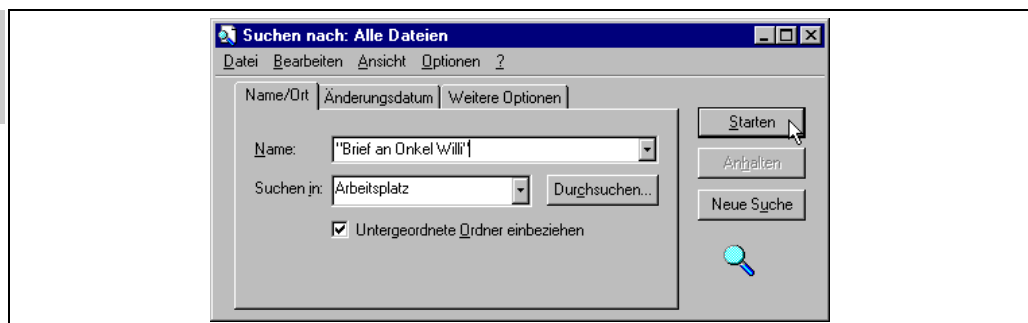 Suchen nach: Alle Dateien
Datei Bearbeiten Ansicht Optionen ?
Name/Ort Änderungsdatum Weitere Optionen
Name: "Brief an Onkel Willi"
Suchen in: Arbeitsplatz Durchsuchen...
Untergeordnete Ordner einbeziehen
Starten
Anhalten
Neue Suche